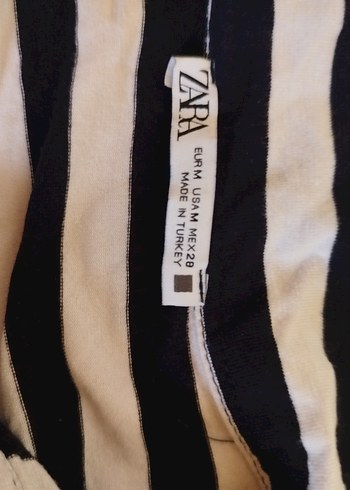 ZARA
EUR M USA M MEX 28
MADE IN TURKEY